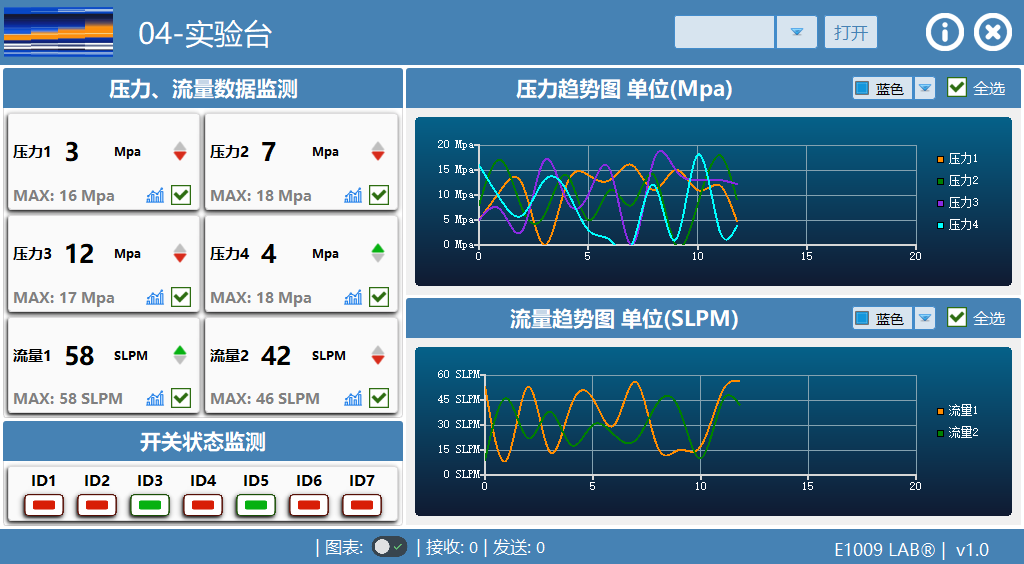 04-实验台
打开
压力、流量数据监测
压力1 3 Mpa
MAX: 16 Mpa
压力2 7 Mpa
MAX: 18 Mpa
压力3 12 Mpa
MAX: 17 Mpa
压力4 4 Mpa
MAX: 18 Mpa
流量1 58 SLPM
MAX: 58 SLPM
流量2 42 SLPM
MAX: 46 SLPM
开关状态监测
ID1 ID2 ID3 ID4 ID5 ID6 ID7
压力趋势图 单位(Mpa)
蓝色
全选
20 Mpa
15 Mpa
10 Mpa
5 Mpa
0 Mpa
0 5 10 15 20
压力1
压力2
压力3
压力4
流量趋势图 单位(SLPM)
蓝色
全选
60 SLPM
45 SLPM
30 SLPM
15 SLPM
0 SLPM
0 5 10 15 20
流量1
流量2
| 图表: | 接收: 0 | 发送: 0
E1009 LAB® | v1.0